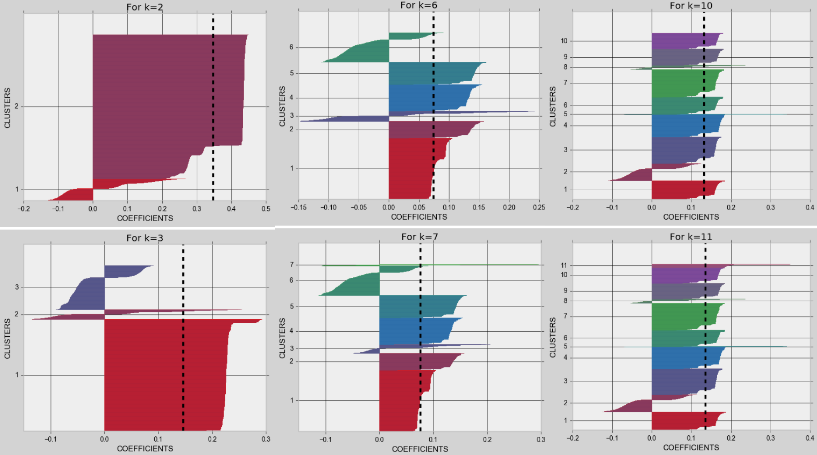 For k=2
CLUSTERS
2
1
-0.2 -0.1 0.0 0.1 0.2 0.3 0.4 0.5
COEFFICIENTS
For k=6
CLUSTERS
6
5
4
3
2
1
-0.15 -0.10 -0.05 0.00 0.05 0.10 0.15 0.20 0.25
COEFFICIENTS
For k=10
CLUSTERS
10
9
8
7
6
5
4
3
2
1
-0.2 -0.1 0.0 0.1 0.2 0.3 0.4
COEFFICIENTS
For k=3
CLUSTERS
3
2
1
-0.1 0.0 0.1 0.2 0.3
COEFFICIENTS
For k=7
CLUSTERS
7
6
5
4
3
2
1
-0.1 0.0 0.1 0.2 0.3
COEFFICIENTS
For k=11
CLUSTERS
11
10
9
8
7
6
5
4
3
2
1
-0.2 -0.1 0.0 0.1 0.2 0.3 0.4
COEFFICIENTS